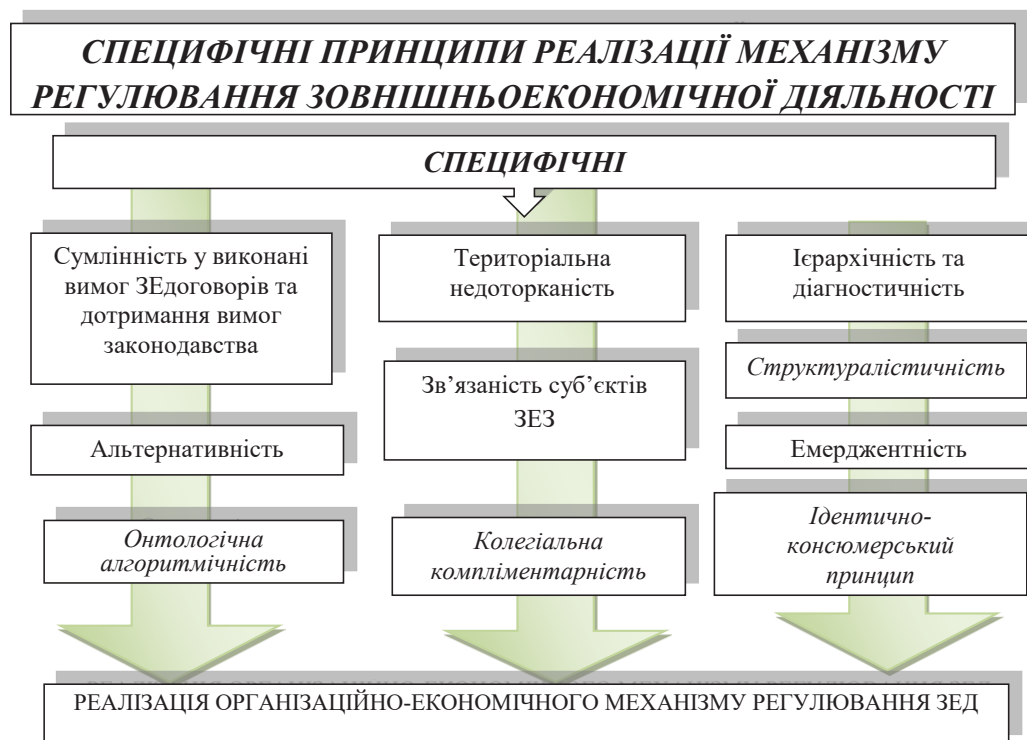 СПЕЦИФІЧНІ ПРИНЦИПИ РЕАЛІЗАЦІЇ МЕХАНІЗМУ
РЕГУЛЮВАННЯ ЗОВНІШНЬОЕКОНОМІЧНОЇ ДІЯЛЬНОСТІ
СПЕЦИФІЧНІ
Сумлінність у виконані
вимог ЗЕдоговорів та
дотримання вимог
законодавства
Альтернативність
Онтологічна
алгоритмічність
Територіальна
недоторканість
Зв’язаність суб’єктів
ЗЕЗ
Колегіальна
компліментарність
Ієрархічність та
діагностичність
Структуралістичність
Емерджентність
Ідентично-
консюмерський
принцип
РЕАЛІЗАЦІЯ ОРГАНІЗАЦІЙНО-ЕКОНОМІЧНОГО МЕХАНІЗМУ РЕГУЛЮВАННЯ ЗЕД